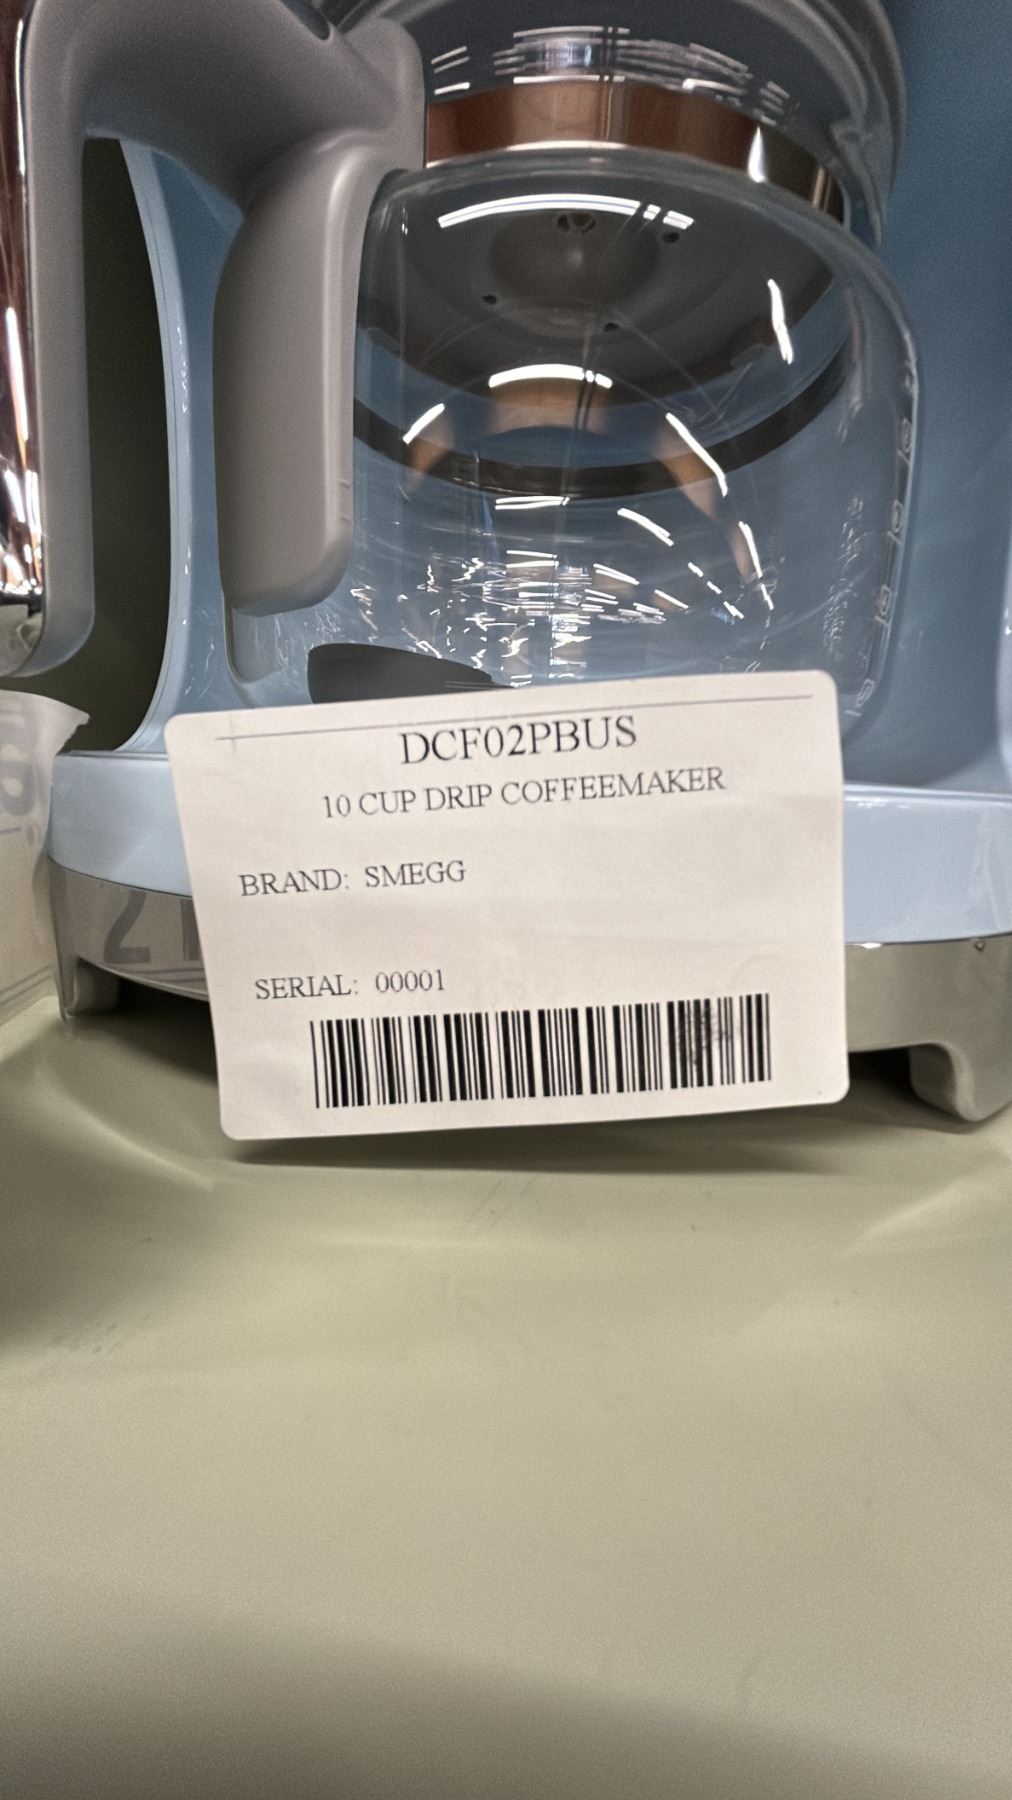 DCF02PBUS
10 CUP DRIP COFFEEMAKER
BRAND: SMEGG
SERIAL: 00001